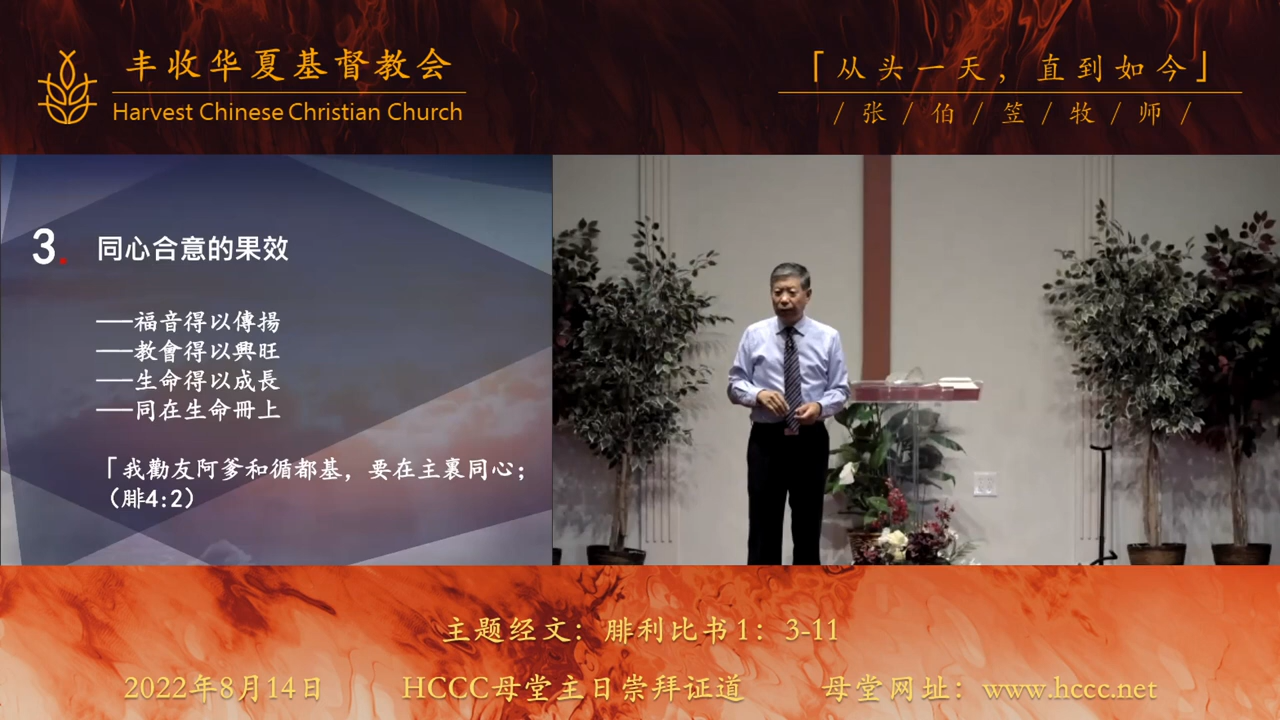 丰收华夏基督教会
Harvest Chinese Christian Church
「从头一天，直到如今」
/ 张 / 伯 / 笠 / 牧 / 师 /
3. 同心合意的果效
——福音得以傳揚
——教會得以興旺
——生命得以成長
——同在生命冊上
「我勸友阿爹和循都基，要在主裏同心；
（腓4:2）
主题经文：腓利比书 1：3-11
2022年8月14日 HCCC母堂主日崇拜证道 母堂网址：www.hccc.net